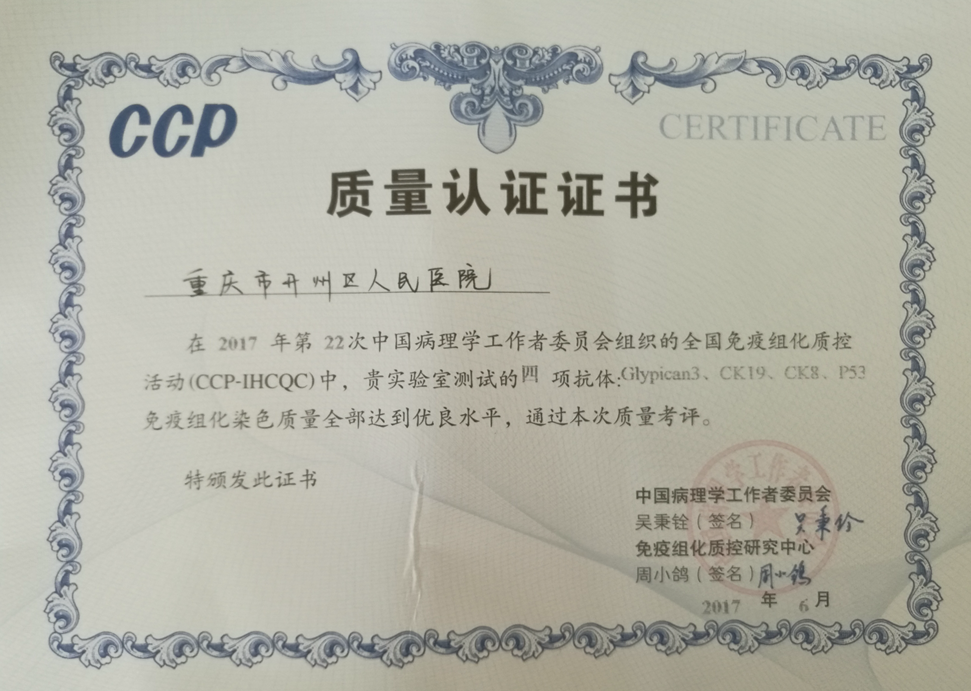 CCP
CERTIFICATE
质量认证证书
重庆市开州区人民医院
在 2017 年第 22次中国病理学工作者委员会组织的全国免疫组化质控
活动(CCP-IHCQC)中，贵实验室测试的四 项抗体:Glypican3、CK19、CK8、P53
免疫组化染色质量全部达到优良水平，通过本次质量考评。
特颁发此证书
学工作者
中国病理学工作者委员会
吴秉铨（签名）吴秉铨
免疫组化质控研究中心
周小鸽（签名）周小鸽
2017 年 6 月